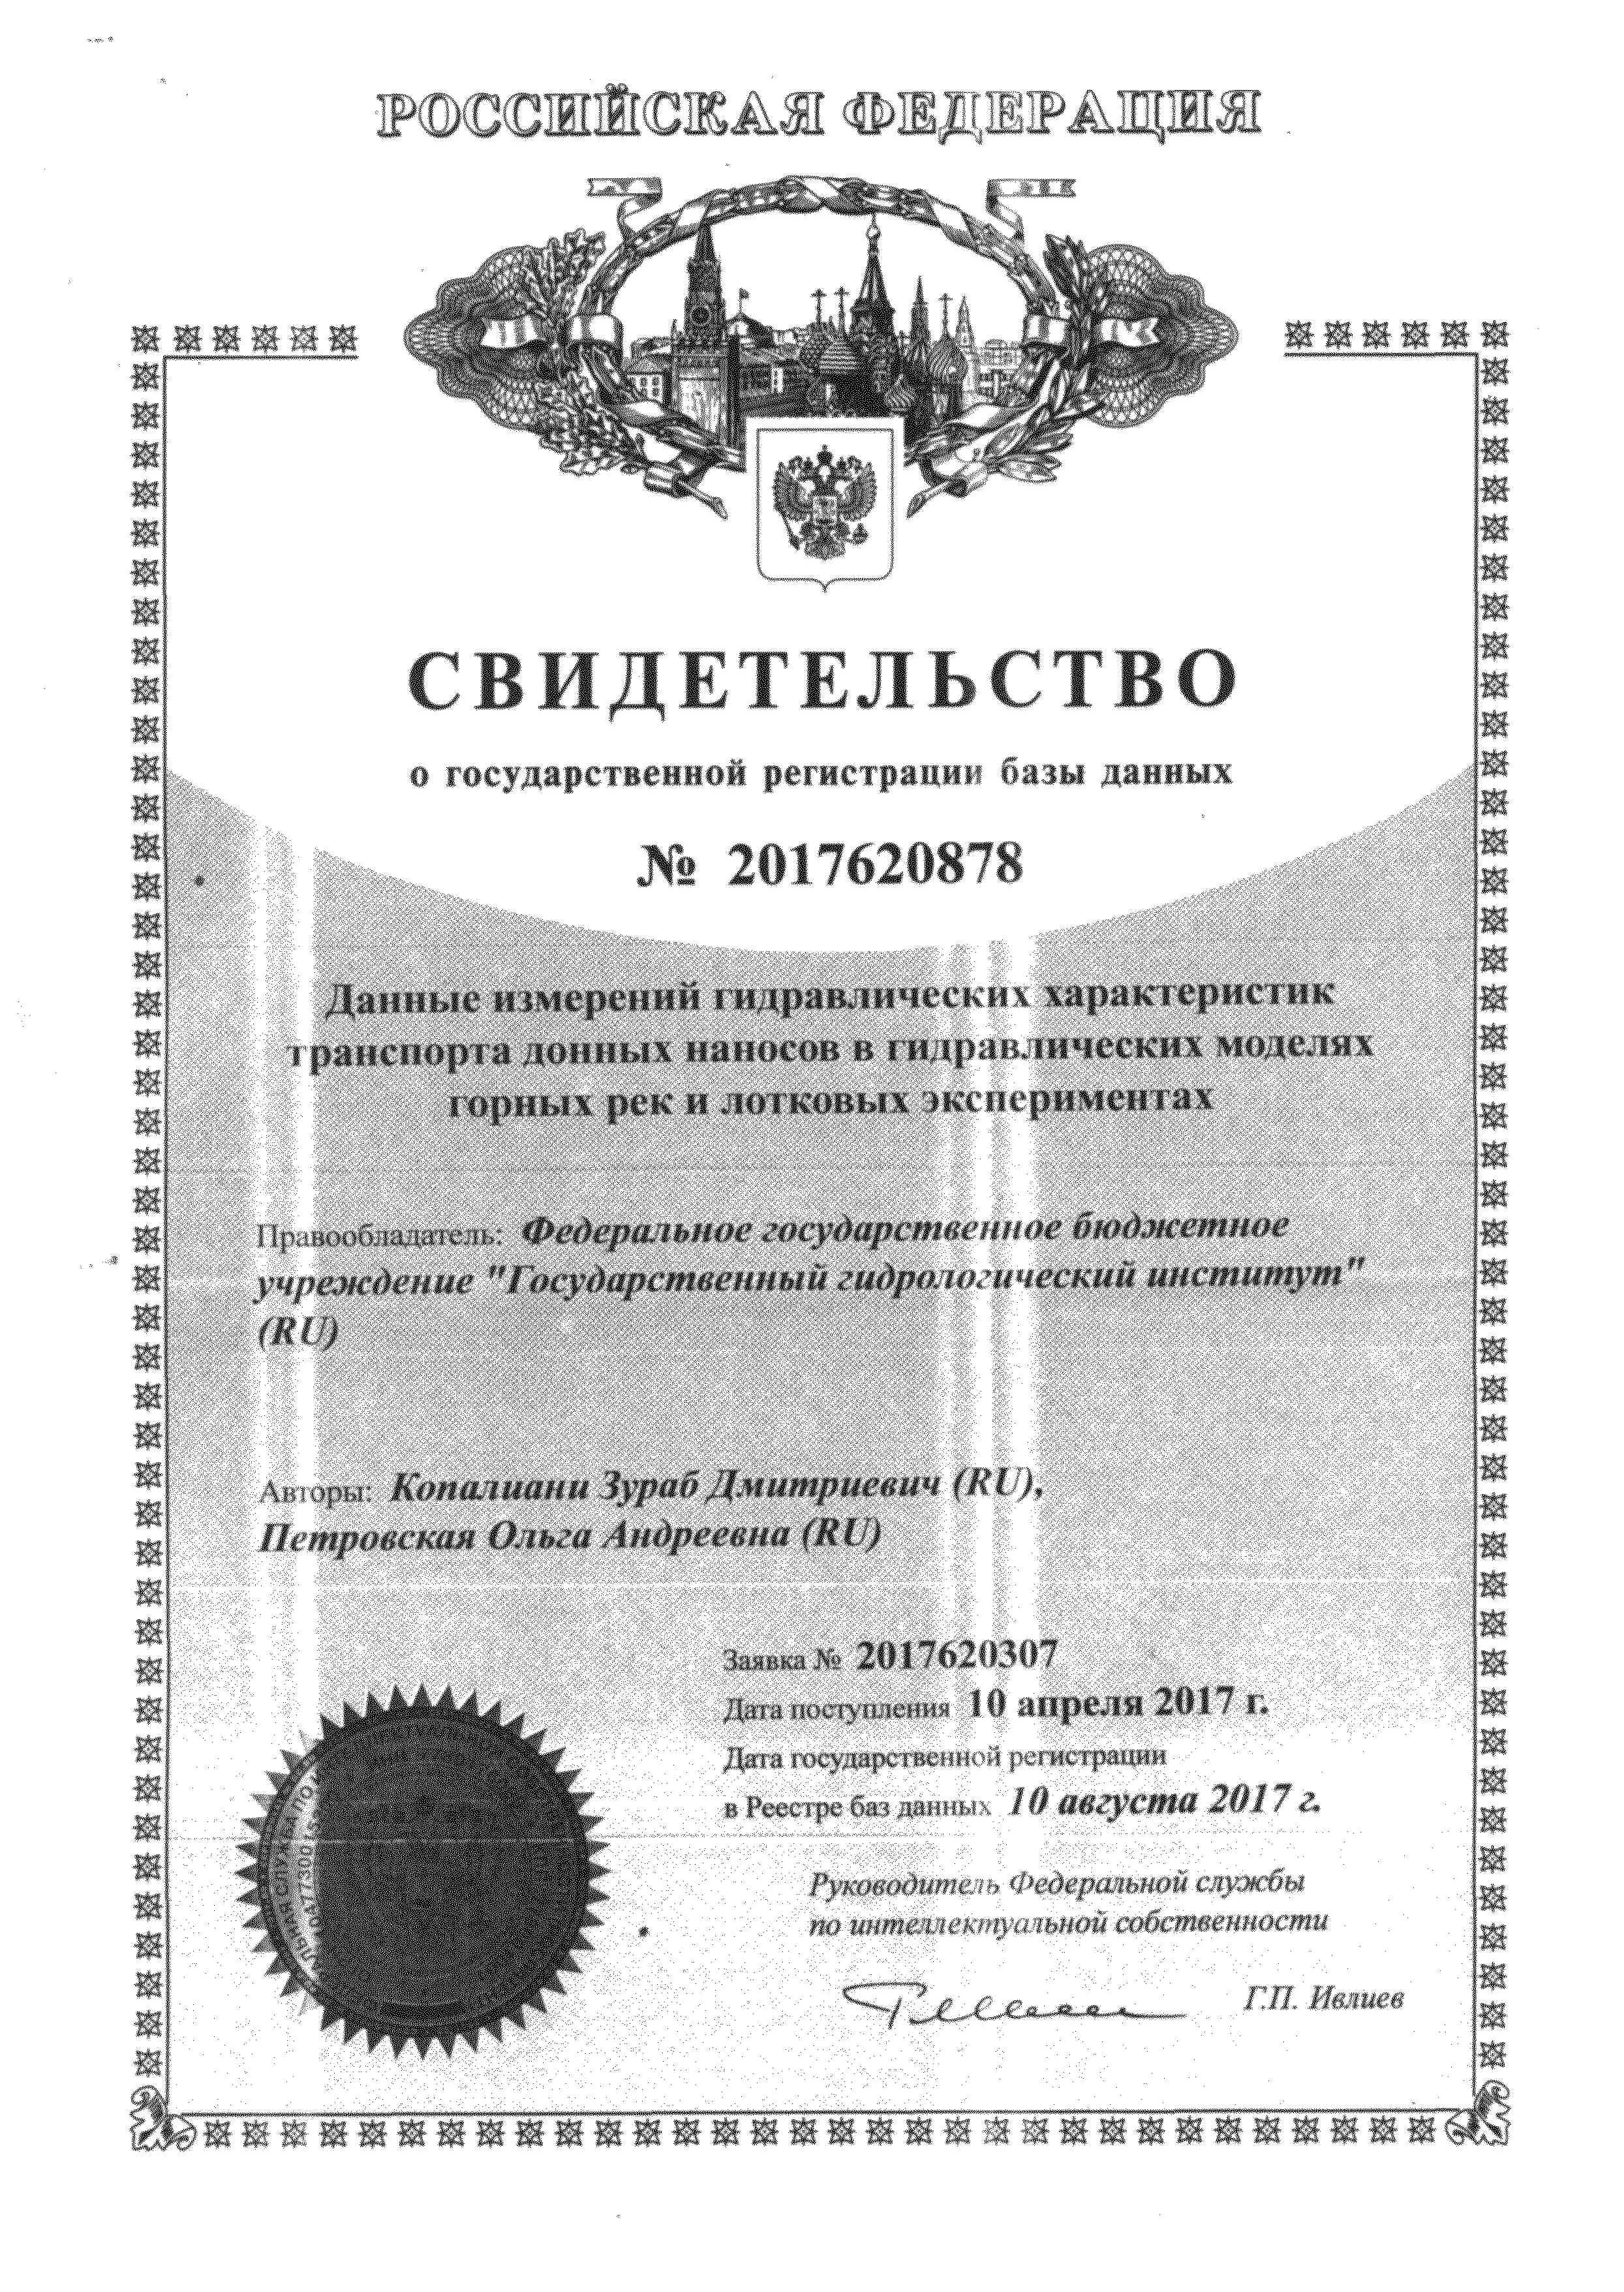 РОССИЙСКАЯ ФЕДЕРАЦИЯ
СВИДЕТЕЛЬСТВО
о государственной регистрации базы данных
№ 2017620878
Данные измерений гидравлических характеристик
транспорта донных наносов в гидравлических моделях
горных рек и лотковых экспериментах
Правообладатель: Федеральное государственное бюджетное
учреждение "Государственный гидрологический институт"
(RU)
Авторы: Копалиани Зураб Дмитриевич (RU),
Петровская Ольга Андреевна (RU)
Заявка № 2017620307
Дата поступления 10 апреля 2017 г.
Дата государственной регистрации
в Реестре баз данных 10 августа 2017 г.
Руководитель Федеральной службы
по интеллектуальной собственности
Г.П. Ивлиев